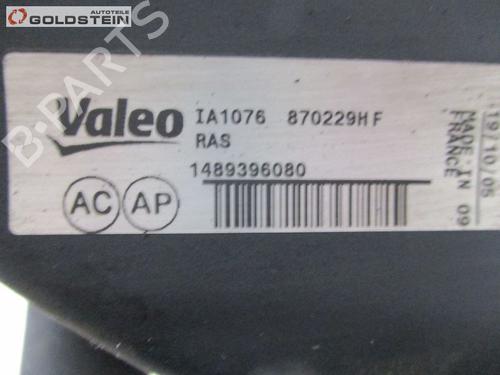 AUTOTEILE
GOLDSTEIN
B-PARTS
Valeo
IA1076 870229HF
RAS
1489396080
AC AP
19/10/05
MADE-IN 09
FRANCE